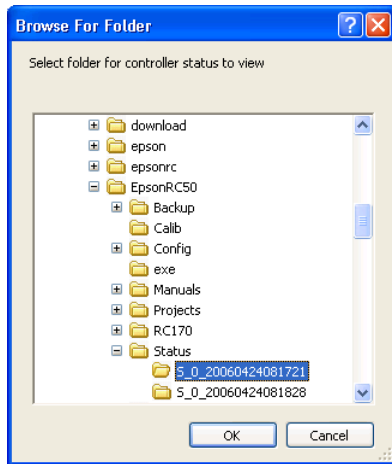 Browse For Folder
Select folder for controller status to view
download
epson
epsonrc
EpsonRC50
Backup
Calib
Config
exe
Manuals
Projects
RC170
Status
S_0_20060424081721
S_0_20060424081828
OK Cancel